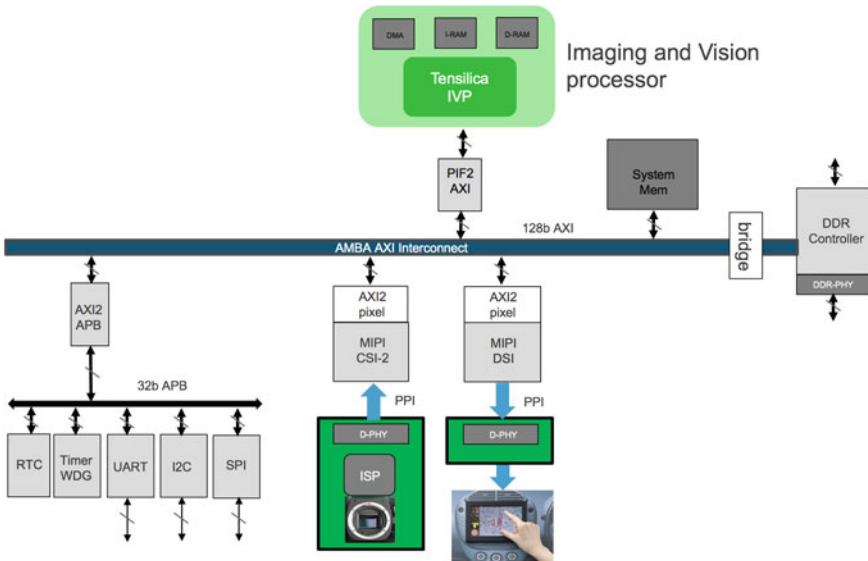 DMA
I-RAM
D-RAM
Imaging and Vision
processor
Tensilica
IVP
PIF2
AXI
System
Mem
128b AXI
AMBA AXI Interconnect
bridge
DDR
Controller
DDR-PHY
AXI2
APB
AXI2
pixel
MIPI
CSI-2
AXI2
pixel
MIPI
DSI
32b APB
PPI
PPI
RTC
Timer
WDG
UART
I2C
SPI
D-PHY
ISP
D-PHY